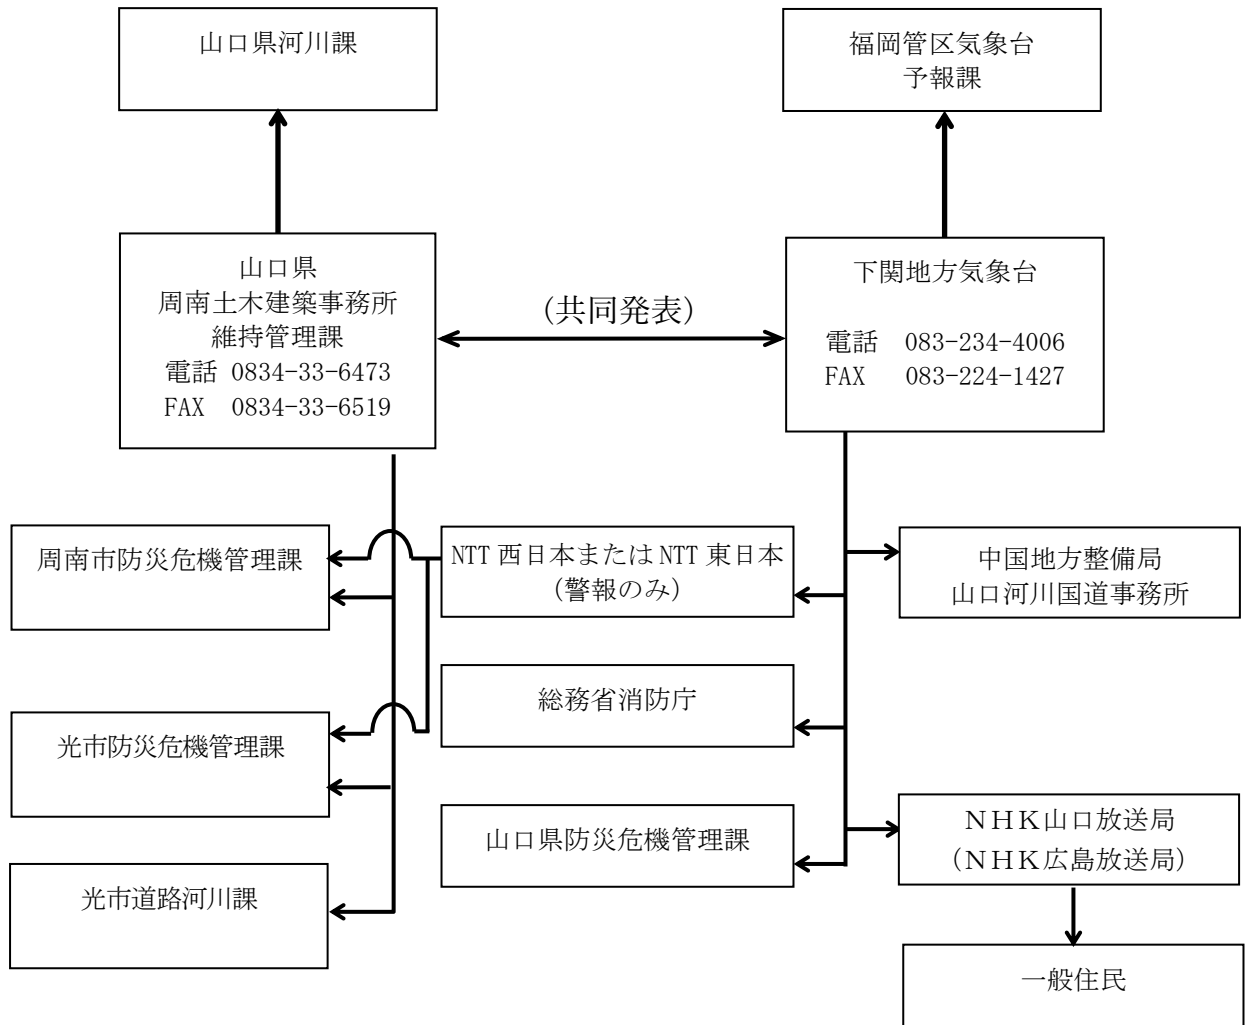 山口県河川課
福岡管区気象台
予報課
山口県
周南土木建築事務所
維持管理課
電話 0834-33-6473
FAX 0834-33-6519
(共同発表)
下関地方気象台
電話 083-234-4006
FAX 083-224-1427
周南市防災危機管理課
NTT 西日本または NTT 東日本
(警報のみ)
中国地方整備局
山口河川国道事務所
総務省消防庁
光市防災危機管理課
山口県防災危機管理課
NHK山口放送局
(NHK広島放送局)
光市道路河川課
一般住民